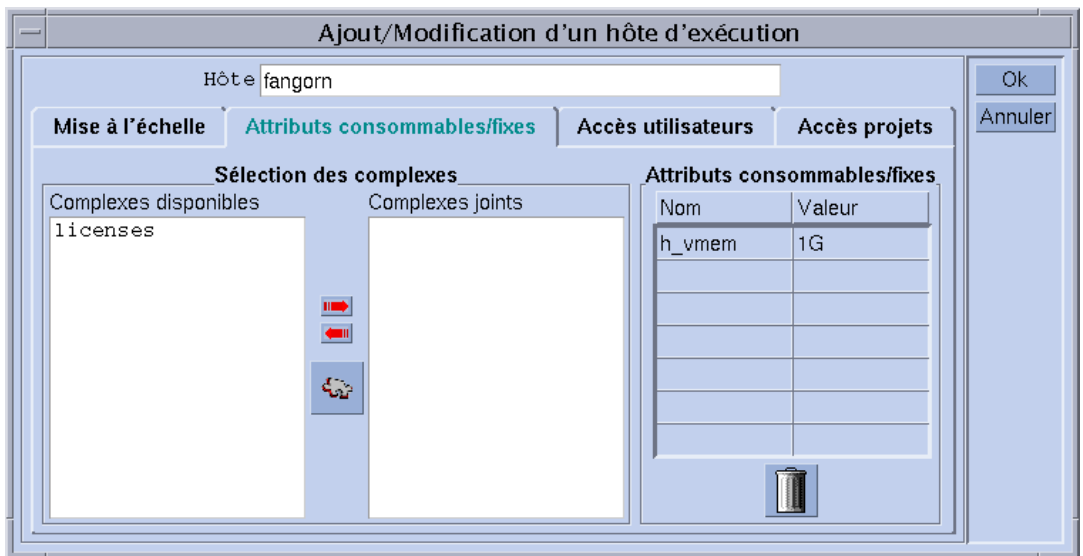 Ajout/Modification d'un hôte d'exécution
Hôte fangorn
Ok
Annuler
Mise à l'échelle Attributs consommables/fixes Accès utilisateurs Accès projets
Sélection des complexes
Attributs consommables/fixes
Complexes disponibles Complexes joints
Nom Valeur
licenses
h_vmem 1G